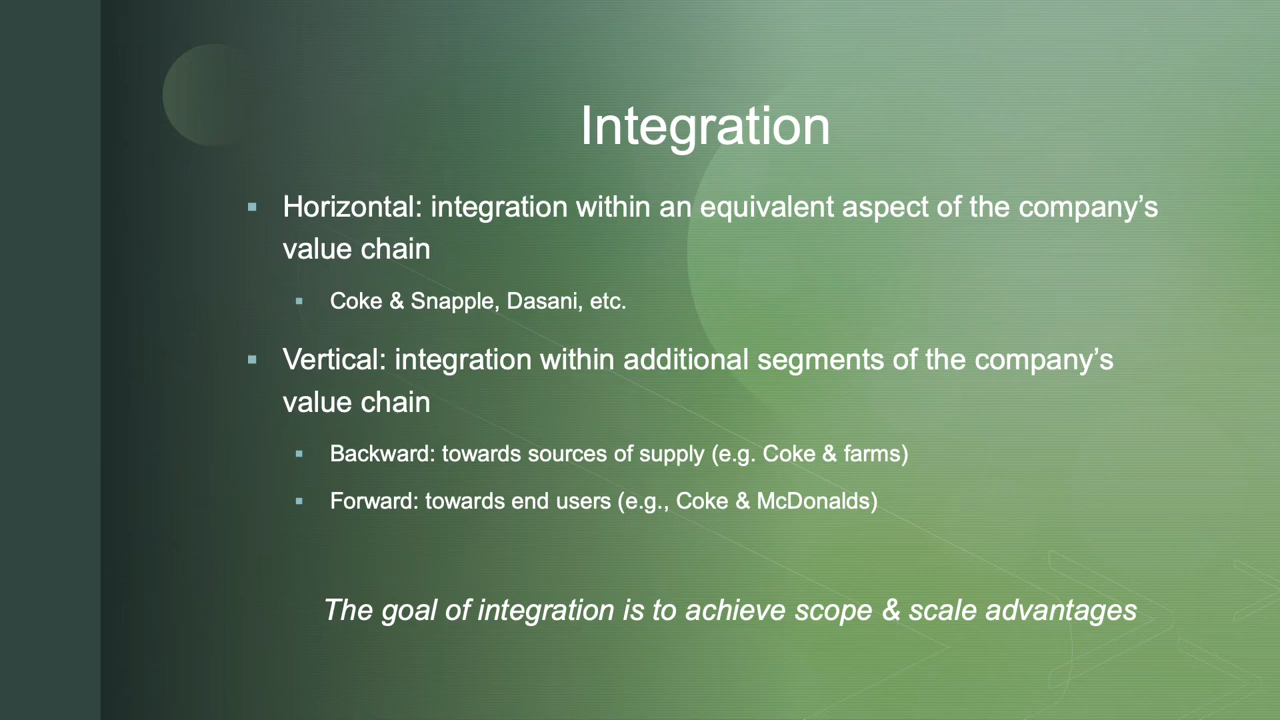 Integration
▪ Horizontal: integration within an equivalent aspect of the company’s
value chain
▪ Coke & Snapple, Dasani, etc.
▪ Vertical: integration within additional segments of the company’s
value chain
▪ Backward: towards sources of supply (e.g. Coke & farms)
▪ Forward: towards end users (e.g., Coke & McDonalds)
The goal of integration is to achieve scope & scale advantages